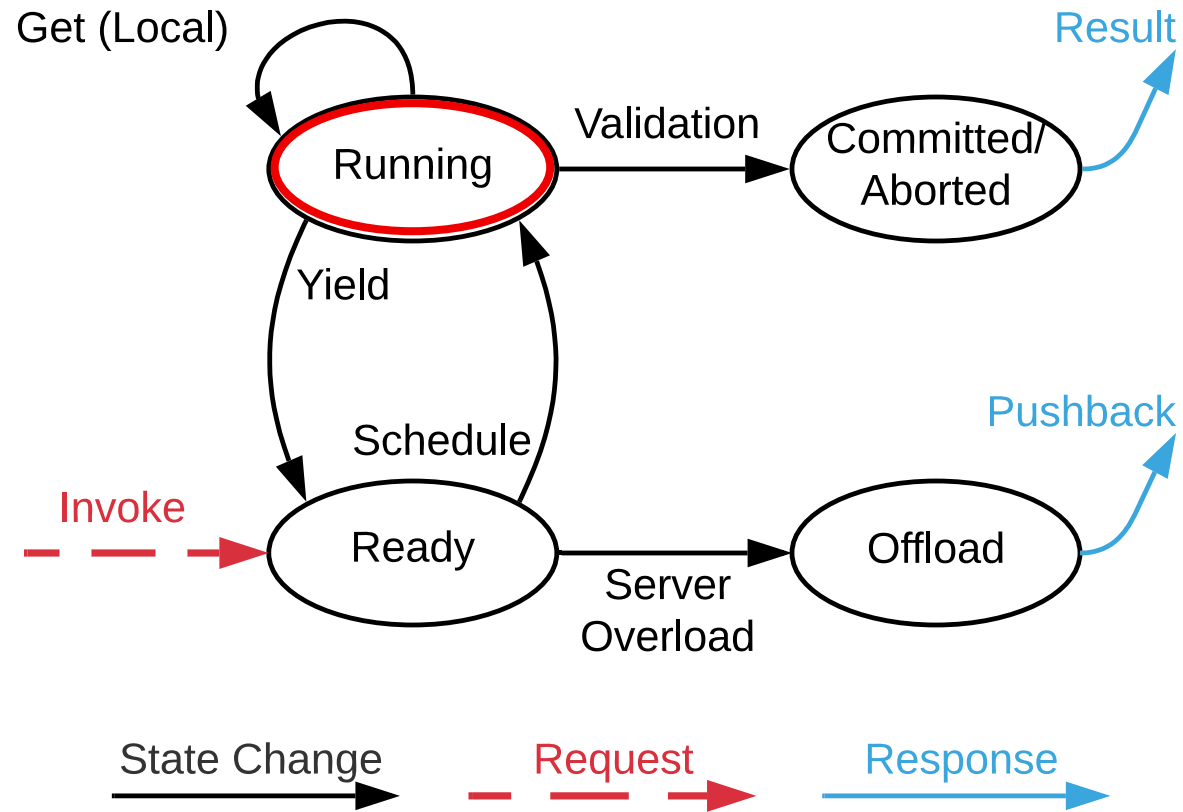 Get (Local)
Result
Validation
Running
Committed/
Aborted
Yield
Schedule
Pushback
Invoke
Ready
Offload
Server
Overload
State Change
Request
Response